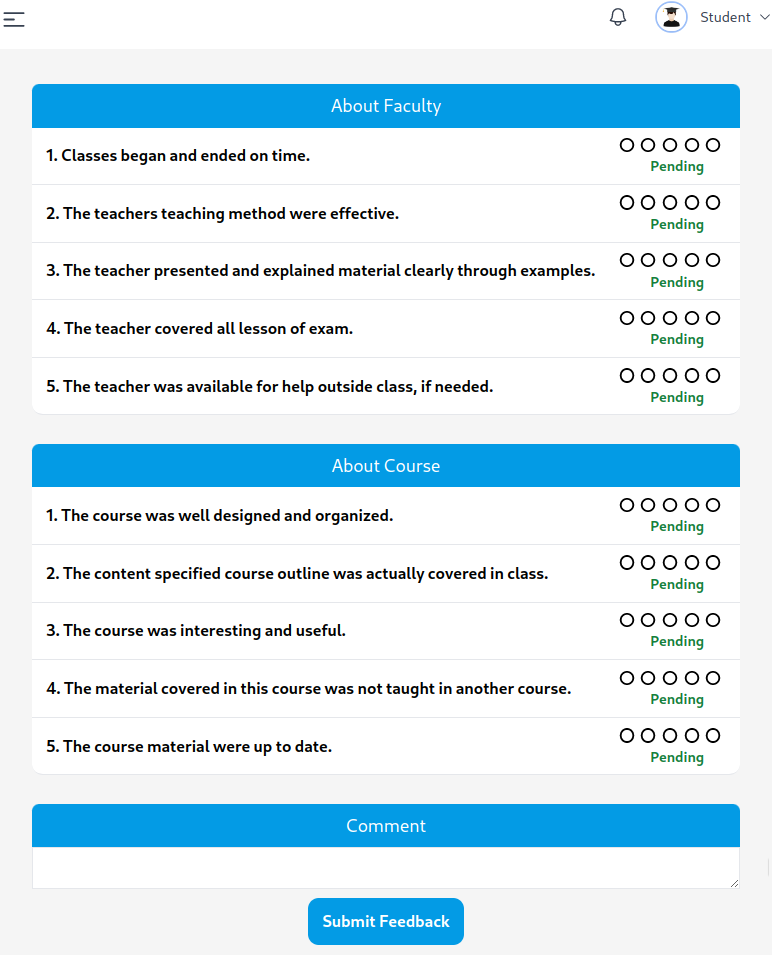 Student
About Faculty
1. Classes began and ended on time.
Pending
2. The teachers teaching method were effective.
Pending
3. The teacher presented and explained material clearly through examples.
Pending
4. The teacher covered all lesson of exam.
Pending
5. The teacher was available for help outside class, if needed.
Pending
About Course
1. The course was well designed and organized.
Pending
2. The content specified course outline was actually covered in class.
Pending
3. The course was interesting and useful.
Pending
4. The material covered in this course was not taught in another course.
Pending
5. The course material were up to date.
Pending
Comment
Submit Feedback